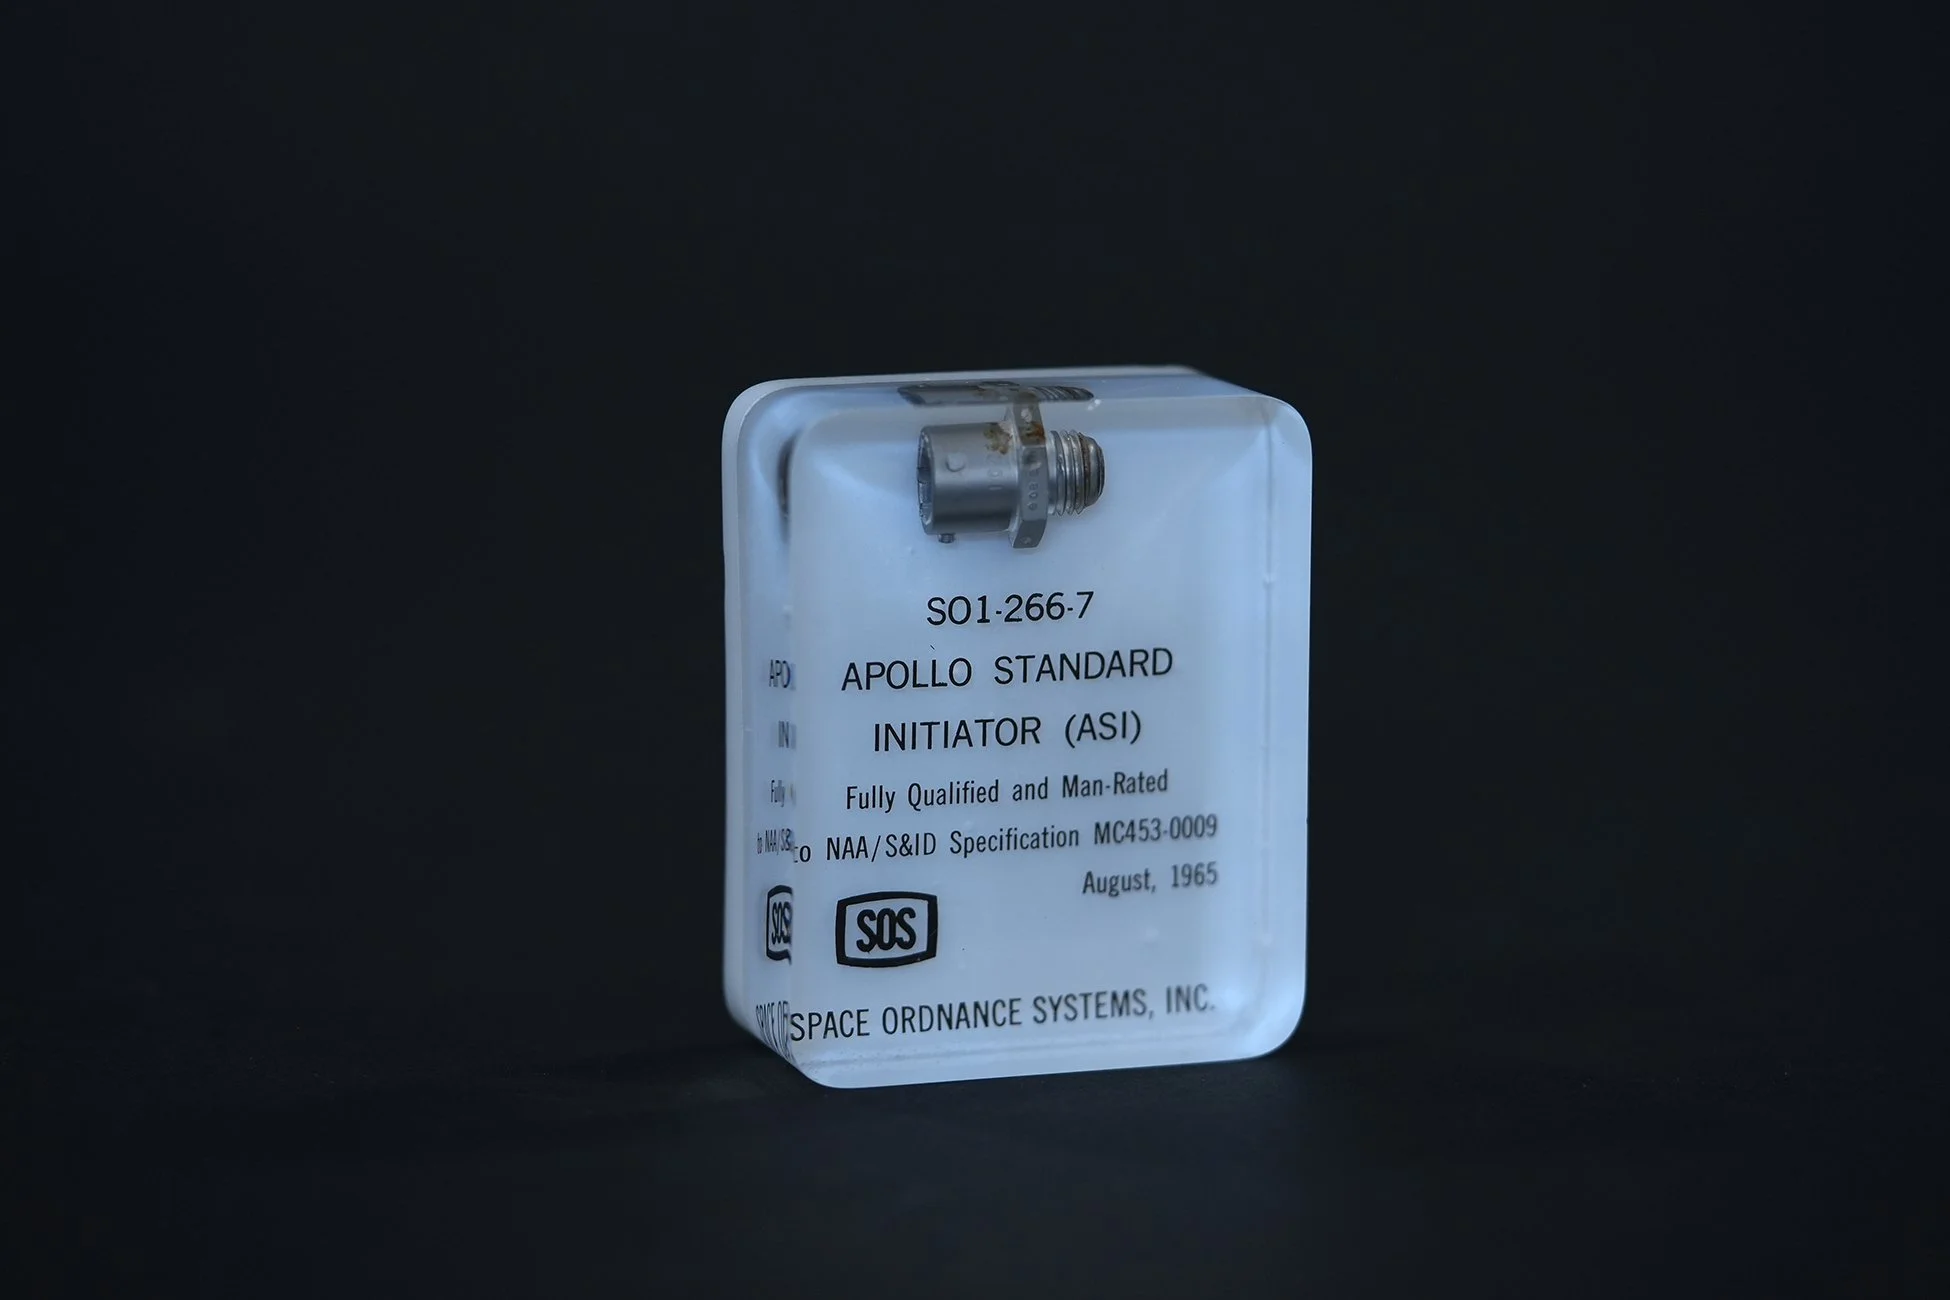 SO1-266-7
APOLLO STANDARD
INITIATOR (ASI)
Fully Qualified and Man-Rated
to NAA/S&ID Specification MC453-0009
August, 1965
SOS
SPACE ORDNANCE SYSTEMS, INC.